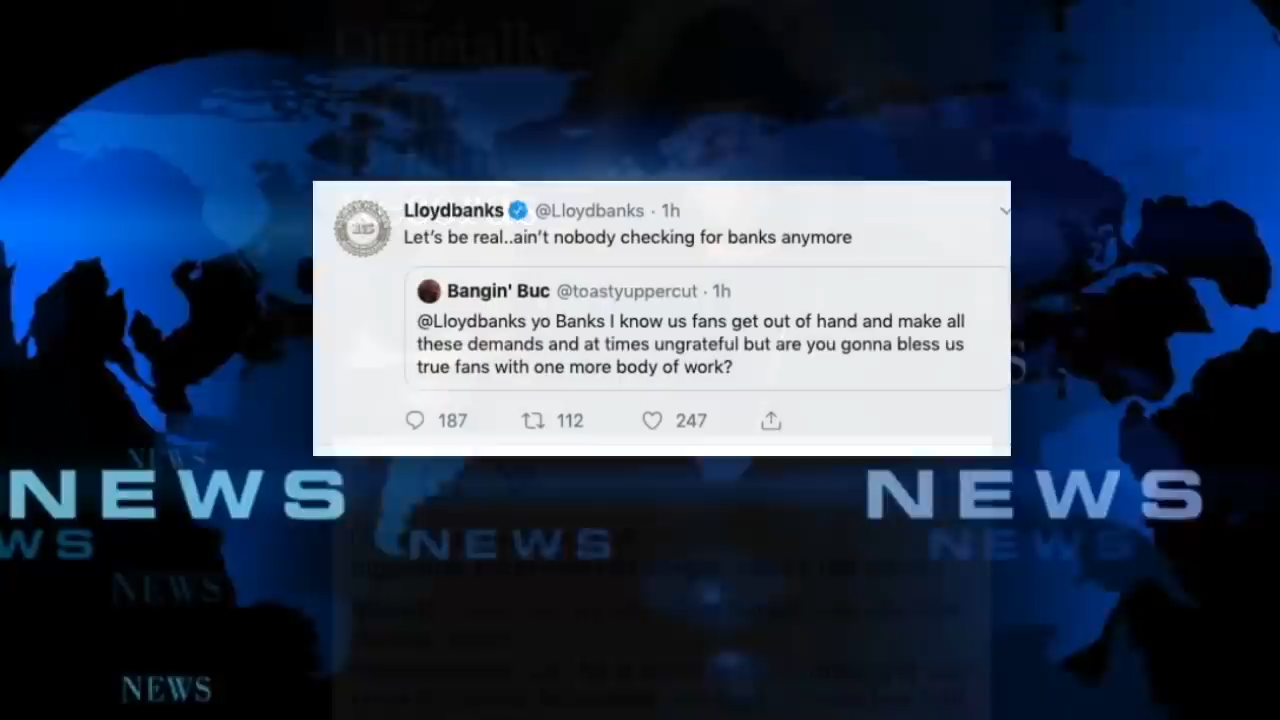 Officially
Lloydbanks @Lloydbanks · 1h
Let's be real..ain't nobody checking for banks anymore
Bangin' Buc @toastyuppercut · 1h
@Lloydbanks yo Banks I know us fans get out of hand and make all
these demands and at times ungrateful but are you gonna bless us
true fans with one more body of work?
187 112 247
NEWS
NEWS NEWS
WS NEWS NEWS
NEWS
NEWS